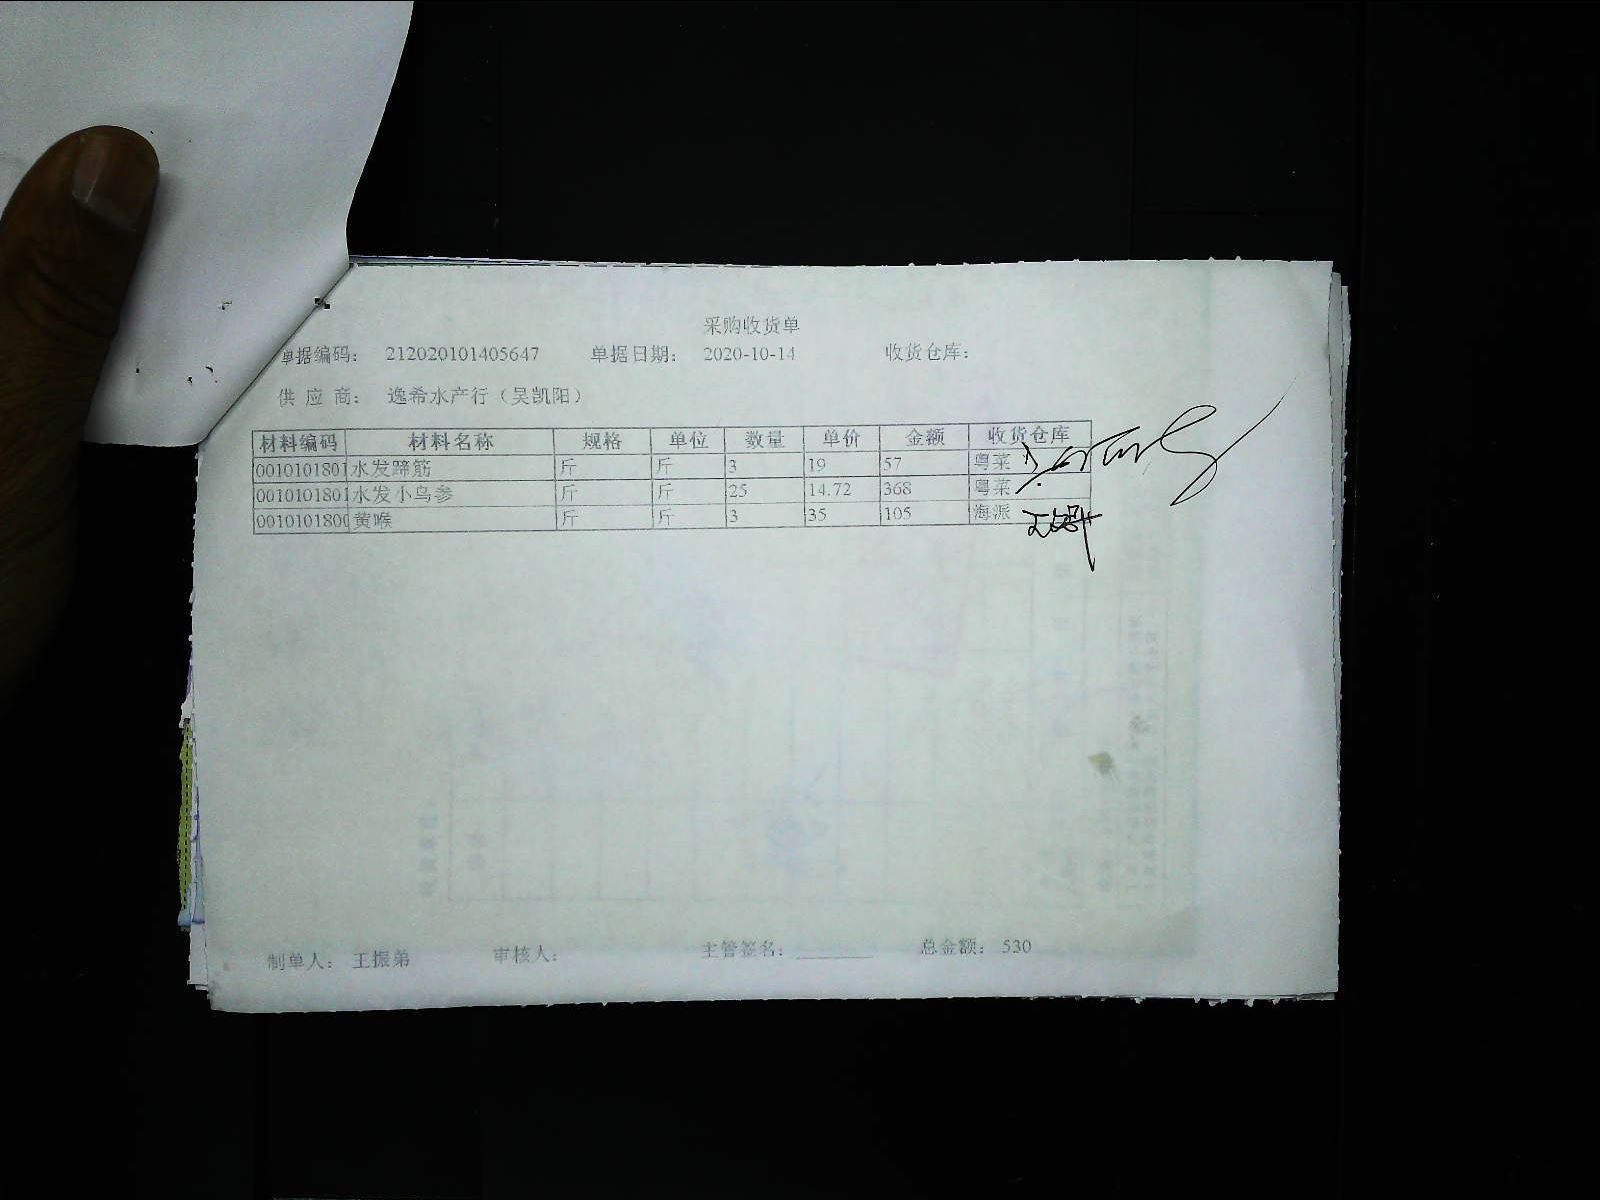 采购收货单
单据编码: 212020101405647 单据日期: 2020-10-14 收货仓库:
供 应 商: 逸希水产行（吴凯阳）
材料编码 材料名称 规格 单位 数量 单价 金额 收货仓库
0010101801 水发蹄筋 斤 斤 3 19 57 粤菜
0010101801 水发小乌参 斤 斤 25 14.72 368 粤菜
001010180 黄喉 斤 斤 3 35 105 海派
制单人: 王振弟 审核人: 主管签名: 总金额: 530